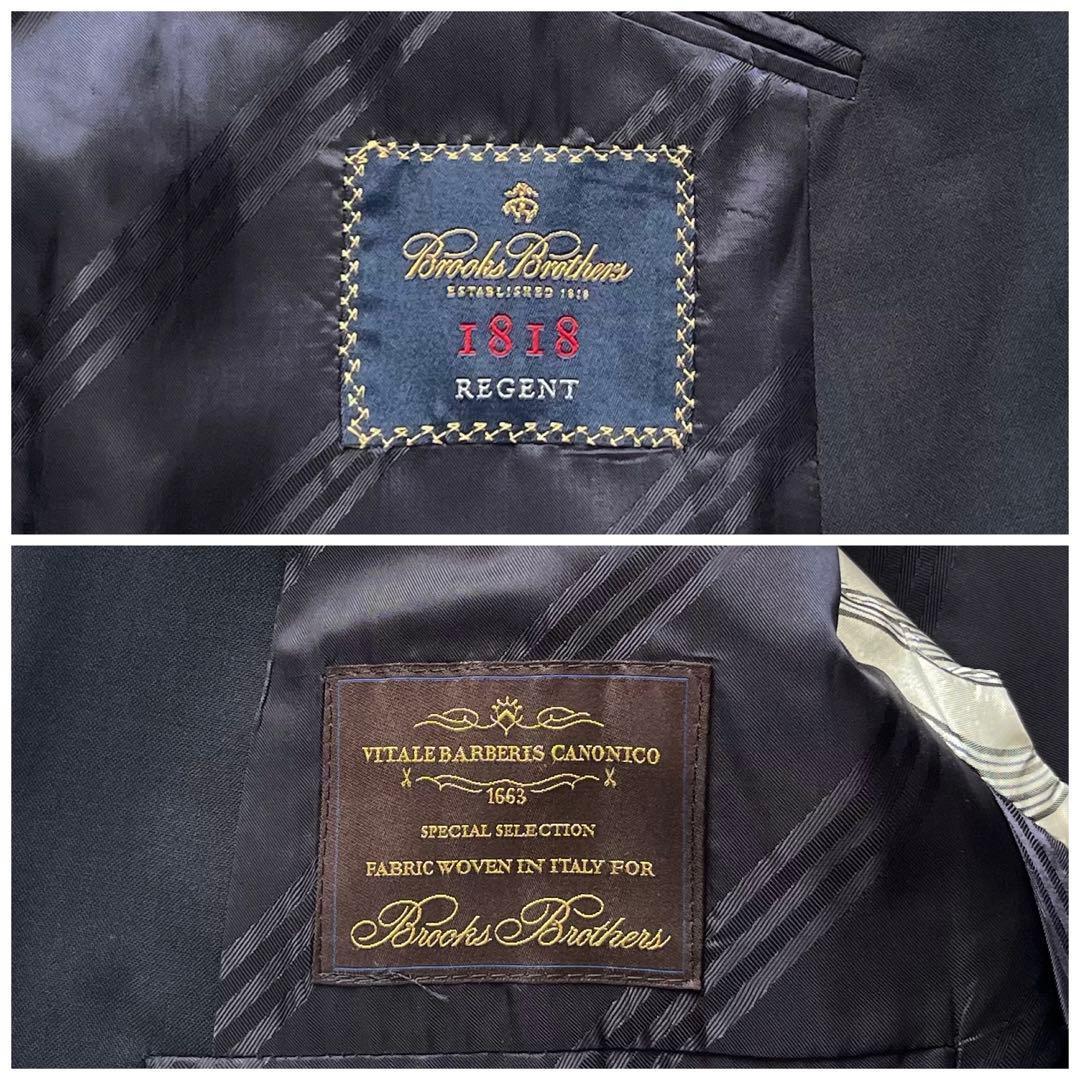 Brooks Brothers
ESTABLISHED 1818
1818
REGENT
VITALE BARBERIS CANONICO
1663
SPECIAL SELECTION
FABRIC WOVEN IN ITALY FOR
Brooks Brothers